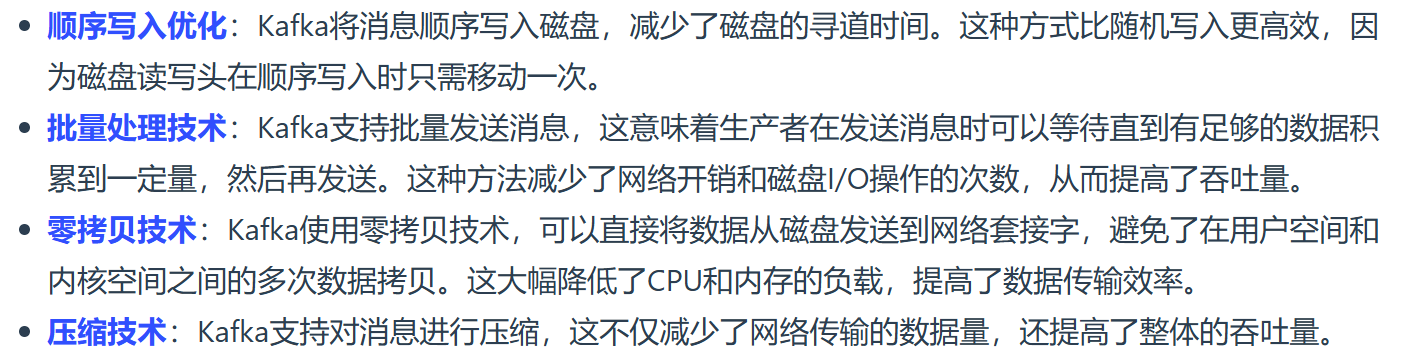 • 顺序写入优化：Kafka将消息顺序写入磁盘，减少了磁盘的寻道时间。这种方式比随机写入更高效，因
为磁盘读写头在顺序写入时只需移动一次。
• 批量处理技术：Kafka支持批量发送消息，这意味着生产者在发送消息时可以等待直到有足够的数据积
累到一定量，然后再发送。这种方法减少了网络开销和磁盘I/O操作的次数，从而提高了吞吐量。
• 零拷贝技术：Kafka使用零拷贝技术，可以直接将数据从磁盘发送到网络套接字，避免了在用户空间和
内核空间之间的多次数据拷贝。这大幅降低了CPU和内存的负载，提高了数据传输效率。
• 压缩技术：Kafka支持对消息进行压缩，这不仅减少了网络传输的数据量，还提高了整体的吞吐量。